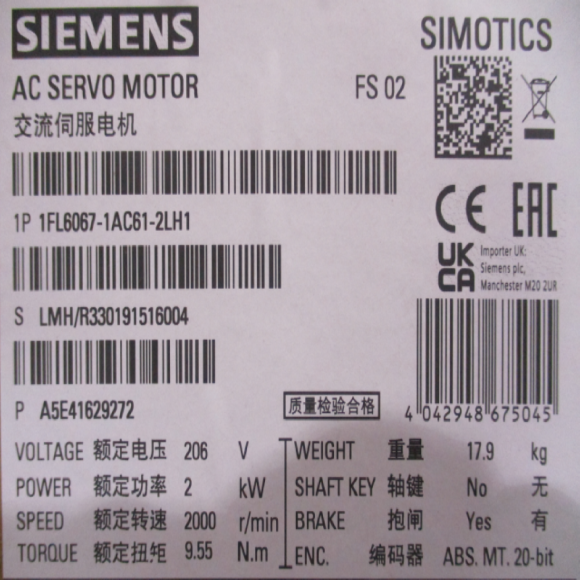 SIEMENS
SIMOTICS
AC SERVO MOTOR
FS 02
交流伺服电机
1P 1FL6067-1AC61-2LH1
CE EAC
UK
CA
Importer UK:
Siemens plc,
Manchester M20 2UR
S LMH/R330191516004
P A5E41629272
质量检验合格
4 042948 675045
VOLTAGE 额定电压 206 V
WEIGHT 重量 17.9 kg
POWER 额定功率 2 kW
SHAFT KEY 轴键 No 无
SPEED 额定转速 2000 r/min
BRAKE 抱闸 Yes 有
TORQUE 额定扭矩 9.55 N.m
ENC. 编码器 ABS. MT. 20-bit